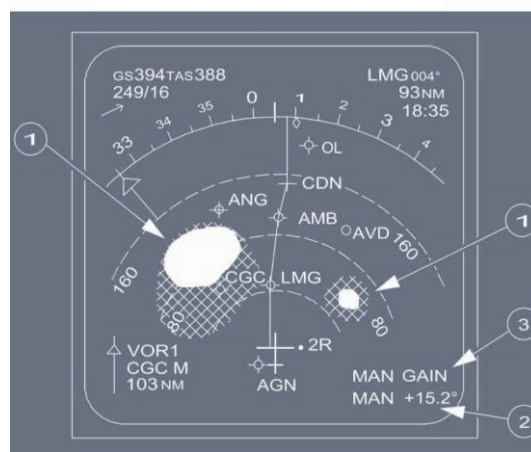 GS394TAS388
249/16
LMG004°
93NM
18:35
33
34
35
0
1
2
3
4
OL
CDN
ANG
AMB
AVD
160
160
CGC
LMG
80
80
2R
AGN
VOR1
CGC M
103 NM
MAN GAIN
MAN +15.2°
1
1
3
2